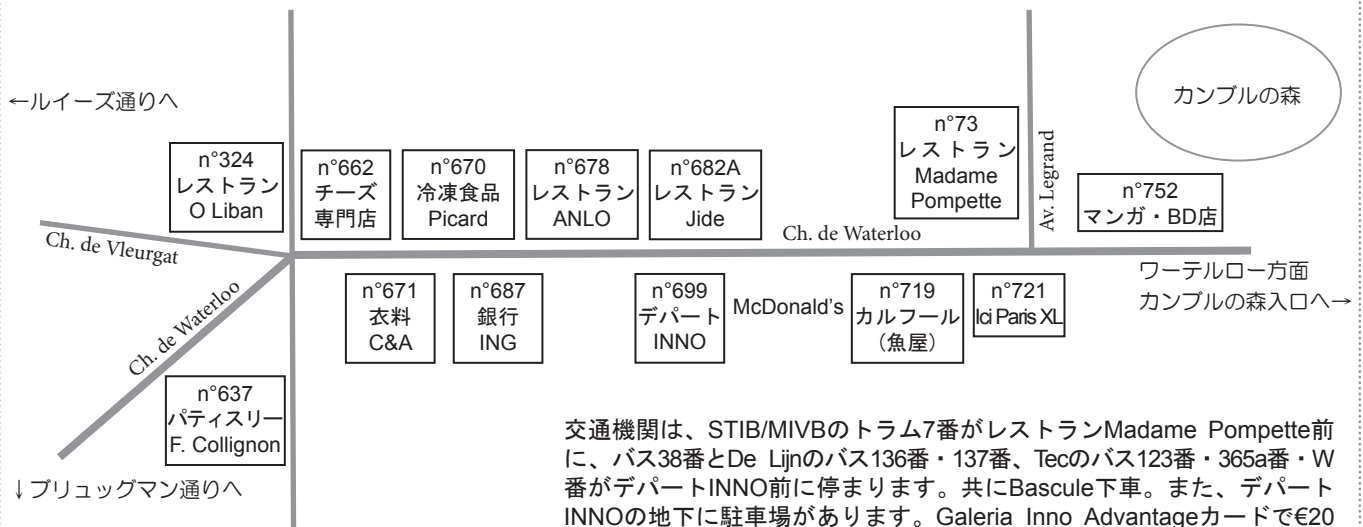 ←ルイーズ通りへ
カンブルの森
n°324
レストラン
O Liban
n°662
チーズ
専門店
n°670
冷凍食品
Picard
n°678
レストラン
ANLO
n°682A
レストラン
Jide
n°73
レストラン
Madame
Pompette
Av. Legrand
n°752
マンガ・BD店
Ch. de Vleurgat
Ch. de Waterloo
ワーテルロー方面
カンブルの森入口へ→
Ch. de Waterloo
n°671
衣料
C&A
n°687
銀行
ING
n°699
デパート
INNO
McDonald's
n°719
カルフール
（魚屋）
n°721
Ici Paris XL
n°637
パティスリー
F. Collignon
↓ブリュッグマン通りへ
交通機関は、STIB/MIVBのトラム7番がレストランMadame Pompette前
に、バス38番とDe Lijnのバス136番・137番、Tecのバス123番・365a番・W
番がデパートINNO前に停まります。共にBascule下車。また、デパート
INNOの地下に駐車場があります。Galeria Inno Advantageカードで€20